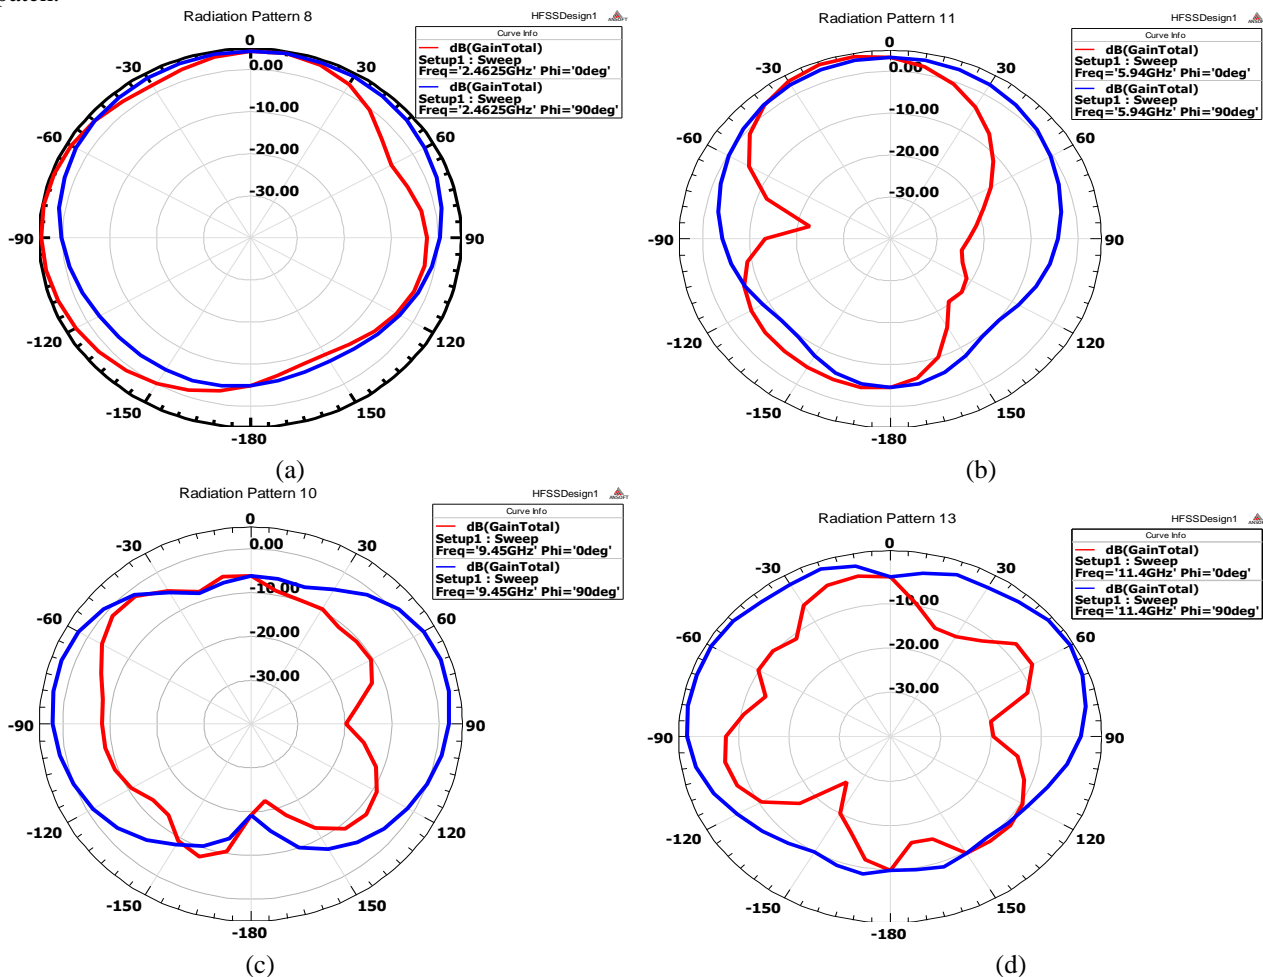 Radiation Pattern 8
HFSSDesign1
ANSOFT
Curve Info
dB(GainTotal)
Setup1 : Sweep
Freq='2.4625GHz' Phi='0deg'
dB(GainTotal)
Setup1 : Sweep
Freq='2.4625GHz' Phi='90deg'
0
-30
30
0.00
-10.00
-60
60
-20.00
-30.00
-90
90
-120
120
-150
150
-180
(a)
Radiation Pattern 11
HFSSDesign1
ANSOFT
Curve Info
dB(GainTotal)
Setup1 : Sweep
Freq='5.94GHz' Phi='0deg'
dB(GainTotal)
Setup1 : Sweep
Freq='5.94GHz' Phi='90deg'
0
-30
30
0.00
-10.00
-60
60
-20.00
-30.00
-90
90
-120
120
-150
150
-180
(b)
Radiation Pattern 10
HFSSDesign1
ANSOFT
Curve Info
dB(GainTotal)
Setup1 : Sweep
Freq='9.45GHz' Phi='0deg'
dB(GainTotal)
Setup1 : Sweep
Freq='9.45GHz' Phi='90deg'
0
-30
30
0.00
-10.00
-60
60
-20.00
-30.00
-90
90
-120
120
-150
150
-180
(c)
Radiation Pattern 13
HFSSDesign1
ANSOFT
Curve Info
dB(GainTotal)
Setup1 : Sweep
Freq='11.4GHz' Phi='0deg'
dB(GainTotal)
Setup1 : Sweep
Freq='11.4GHz' Phi='90deg'
0
-30
30
-10.00
-60
60
-20.00
-30.00
-90
90
-120
120
-150
150
-180
(d)